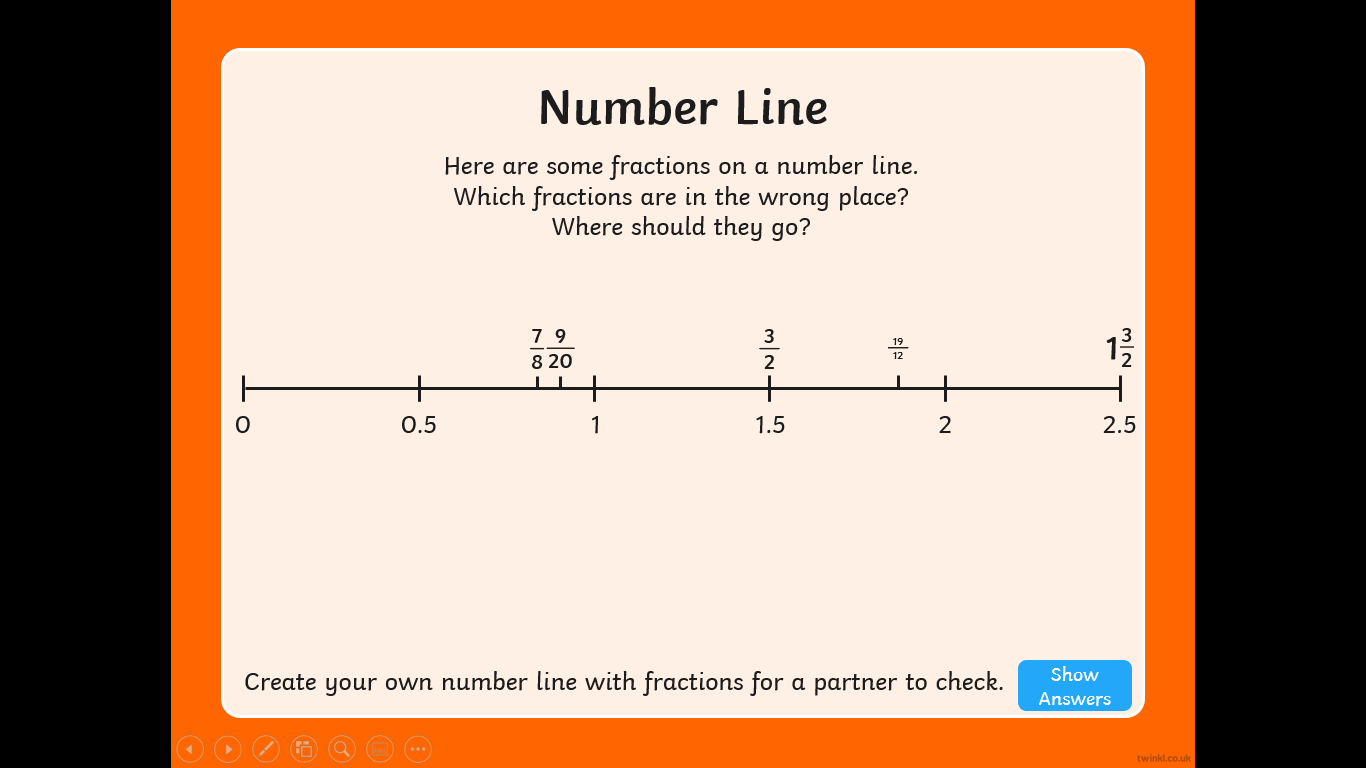 Number Line
Here are some fractions on a number line.
Which fractions are in the wrong place?
Where should they go?
7/8 9/20 3/2 19/12 1 3/2
0 0.5 1 1.5 2 2.5
Create your own number line with fractions for a partner to check.
Show
Answers
twinkl.co.uk